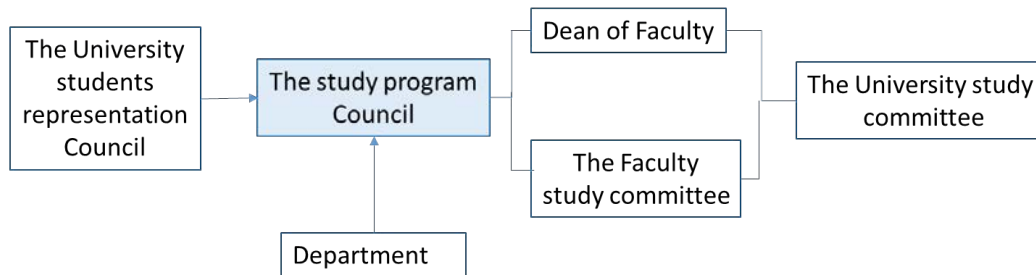 The University
students
representation
Council
The study program
Council
Dean of Faculty
The Faculty
study committee
The University study
committee
Department